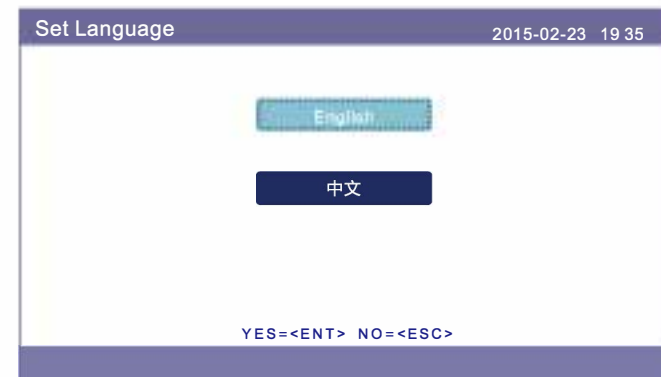 Set Language
2015-02-23 19 35
English
中文
YES=<ENT> NO=<ESC>